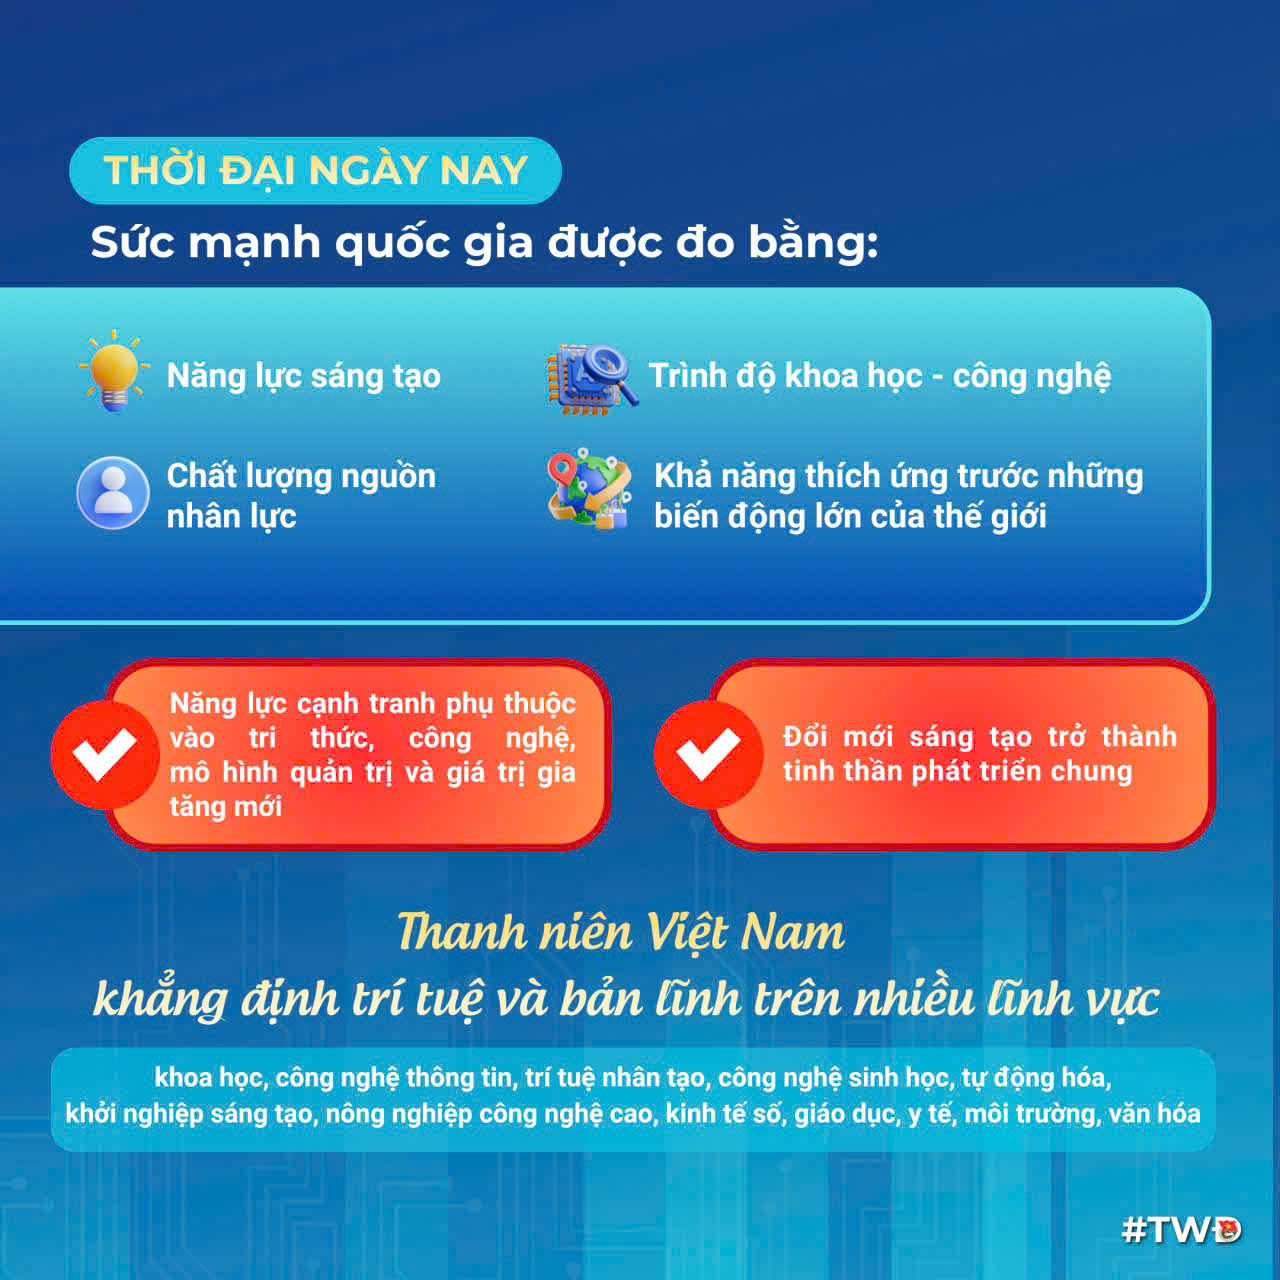 THỜI ĐẠI NGÀY NAY
Sức mạnh quốc gia được đo bằng:
Năng lực sáng tạo
Trình độ khoa học - công nghệ
Chất lượng nguồn
nhân lực
Khả năng thích ứng trước những
biến động lớn của thế giới
Năng lực cạnh tranh phụ thuộc
vào tri thức, công nghệ,
mô hình quản trị và giá trị gia
tăng mới
Đổi mới sáng tạo trở thành
tinh thần phát triển chung
Thanh niên Việt Nam
khẳng định trí tuệ và bản lĩnh trên nhiều lĩnh vực
khoa học, công nghệ thông tin, trí tuệ nhân tạo, công nghệ sinh học, tự động hóa,
khởi nghiệp sáng tạo, nông nghiệp công nghệ cao, kinh tế số, giáo dục, y tế, môi trường, văn hóa
#TWĐ